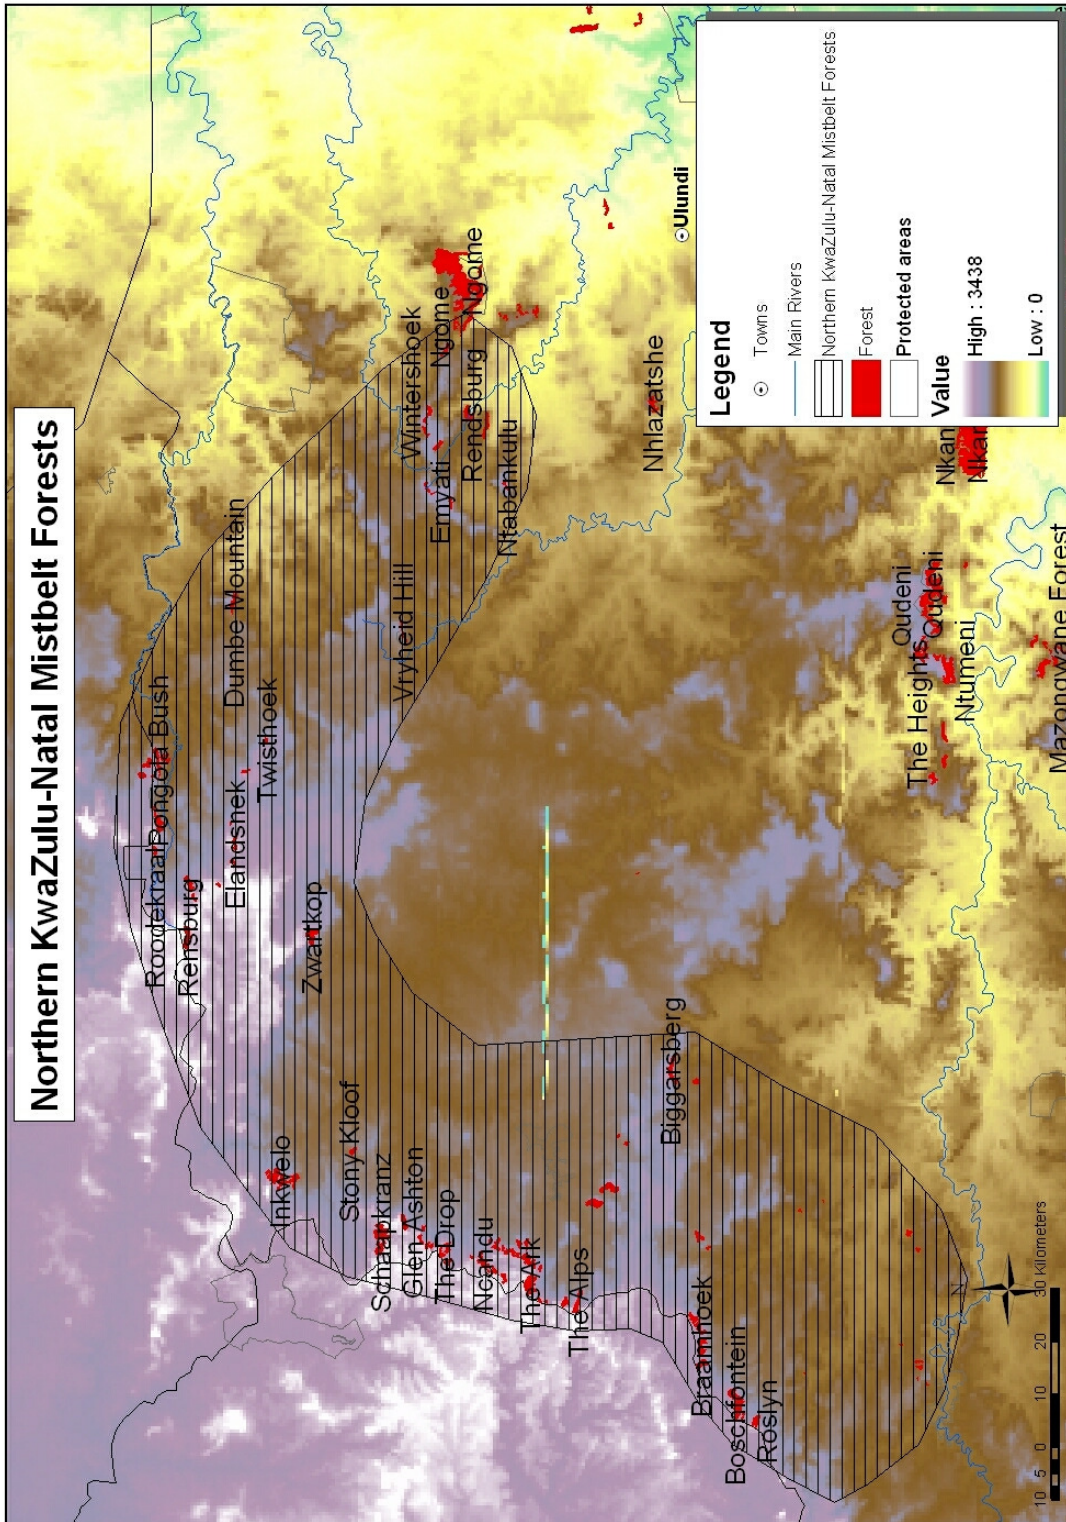 Northern KwaZulu-Natal Mistbelt Forests
Roodekraal
Pongola Bush
Rensburg
Elandsnek
Dumbe Mountain
Twisthoek
Inkwelo
Zwartkop
Stony Kloof
Schaapkranz
Glen Ashton
The Drop
Ncandu
The Ark
The Alps
Vryheid Hill
Wintershoek
Emyati
Ngome
Ngome
Rendsburg
Ntabankulu
Nhlazatshe
Ulundi
Biggarsberg
Braamhoek
Boschfontein
Roslyn
Qudeni
Qudeni
The Heights
Ntumeni
Nkan
Nkan
Mazongwane Forest
Legend
Towns
Main Rivers
Northern KwaZulu-Natal Mistbelt Forests
Forest
Protected areas
Value
High : 3438
Low : 0
N
10 5 0 10 20 30 Kilometers